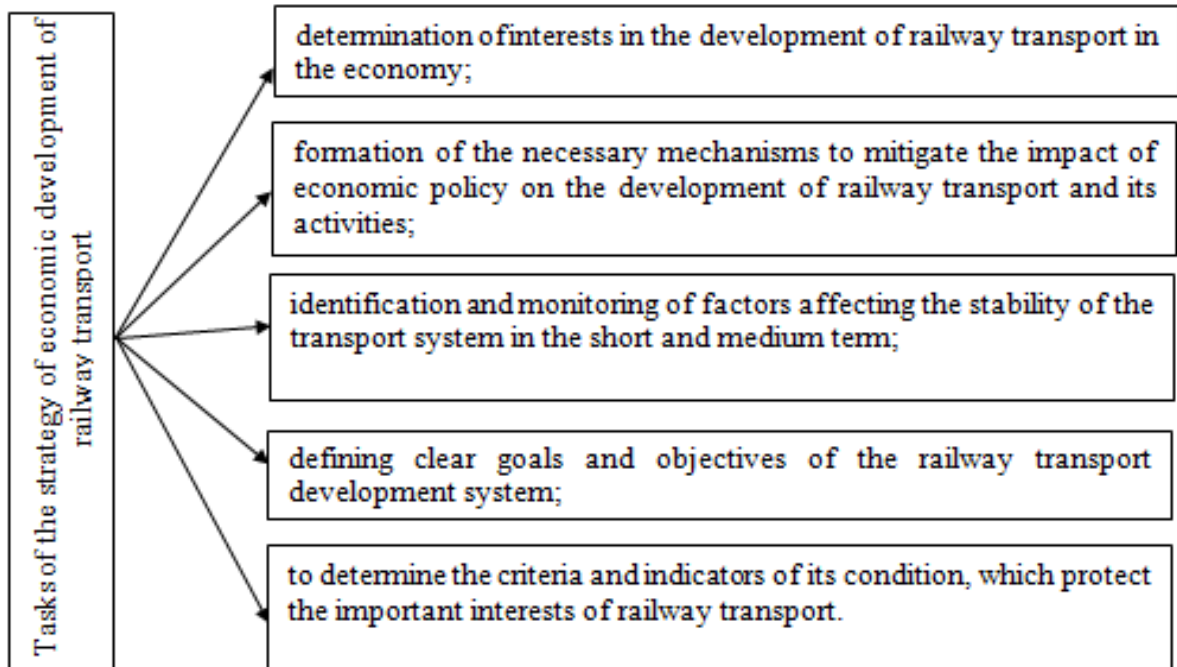 Tasks of the strategy of economic development of
railway transport
determination of interests in the development of railway transport in
the economy;
formation of the necessary mechanisms to mitigate the impact of
economic policy on the development of railway transport and its
activities;
identification and monitoring of factors affecting the stability of the
transport system in the short and medium term;
defining clear goals and objectives of the railway transport
development system;
to determine the criteria and indicators of its condition, which protect
the important interests of railway transport.